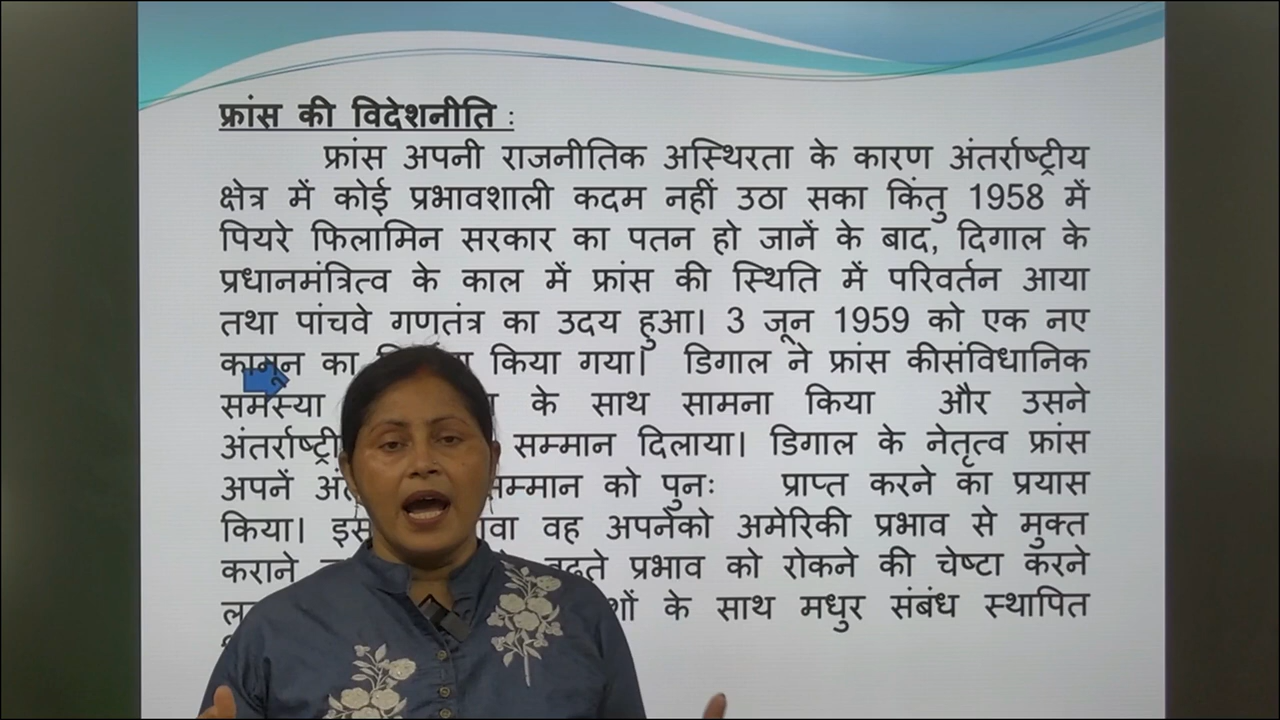 फ्रांस की विदेशनीति :
फ्रांस अपनी राजनीतिक अस्थिरता के कारण अंतर्राष्ट्रीय
क्षेत्र में कोई प्रभावशाली कदम नहीं उठा सका किंतु 1958 में
पियरे फिलामिन सरकार का पतन हो जानें के बाद, दिगाल के
प्रधानमंत्रित्व के काल में फ्रांस की स्थिति में परिवर्तन आया
तथा पांचवे गणतंत्र का उदय हुआ। 3 जून 1959 को एक नए
कानून का किया गया। डिगाल ने फ्रांस कीसंविधानिक
समस्या के साथ सामना किया और उसने
सम्मान दिलाया। डिगाल के नेतृत्व फ्रांस
अपनें सम्मान को पुनः प्राप्त करने का प्रयास
किया। वह अपनेको अमेरिकी प्रभाव से मुक्त
कराने बढते प्रभाव को रोकने की चेष्टा करने
के साथ मधुर संबंध स्थापित